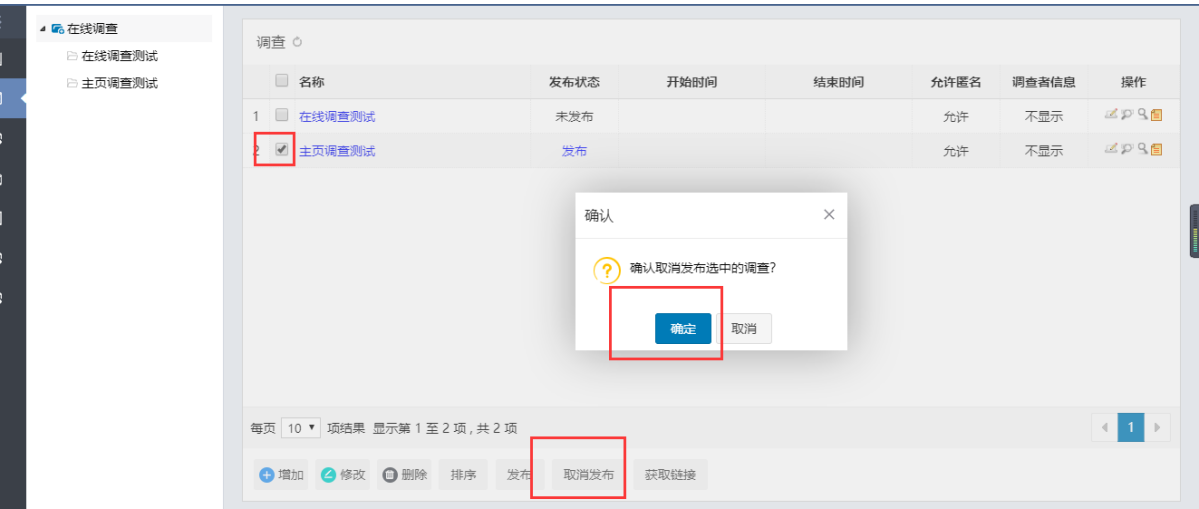 在线调查
在线调查测试
主页调查测试
调查
名称 发布状态 开始时间 结束时间 允许匿名 调查者信息 操作
1 在线调查测试 未发布 允许 不显示
2 主页调查测试 发布 允许 不显示
确认
确认取消发布选中的调查?
确定 取消
每页 10 项结果 显示第 1 至 2 项 , 共 2 项
1
增加 修改 删除 排序 发布 取消发布 获取链接